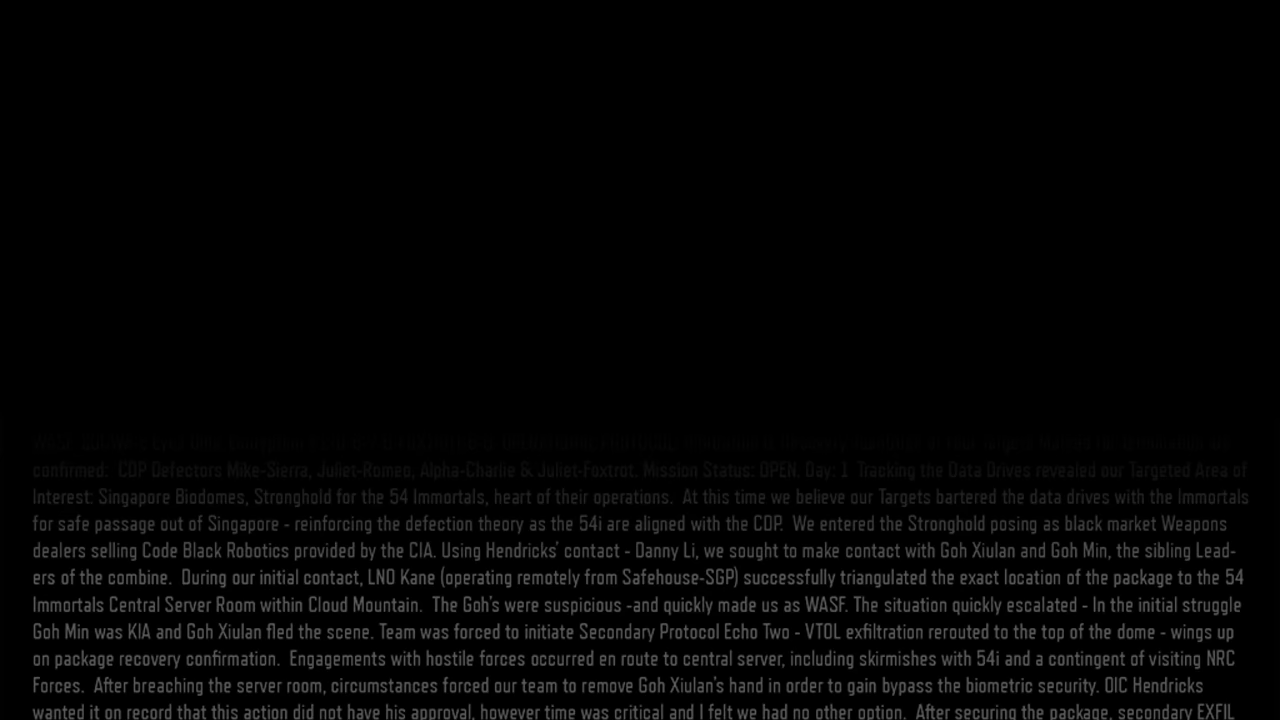 confirmed: CDP Defectors Mike-Sierra, Juliet-Romeo, Alpha-Charlie & Juliet-Foxtrot. Mission Status: OPEN. Day: 1 Tracking the Data Drives revealed our Targeted Area of
Interest: Singapore Biodomes, Stronghold for the 54 Immortals, heart of their operations. At this time we believe our Targets bartered the data drives with the Immortals
for safe passage out of Singapore - reinforcing the defection theory as the 54i are aligned with the CDP. We entered the Stronghold posing as black market Weapons
dealers selling Code Black Robotics provided by the CIA. Using Hendricks' contact - Danny Li, we sought to make contact with Goh Xiulan and Goh Min, the sibling Lead-
ers of the combine. During our initial contact, LNO Kane (operating remotely from Safehouse-SGP) successfully triangulated the exact location of the package to the 54
Immortals Central Server Room within Cloud Mountain. The Goh's were suspicious -and quickly made us as WASF. The situation quickly escalated - In the initial struggle
Goh Min was KIA and Goh Xiulan fled the scene. Team was forced to initiate Secondary Protocol Echo Two - VTOL exfiltration rerouted to the top of the dome - wings up
on package recovery confirmation. Engagements with hostile forces occurred en route to central server, including skirmishes with 54i and a contingent of visiting NRC
Forces. After breaching the server room, circumstances forced our team to remove Goh Xiulan's hand in order to gain bypass the biometric security. OIC Hendricks
wanted it on record that this action did not have his approval, however time was critical and I felt we had no other option. After securing the package, secondary EXFIL